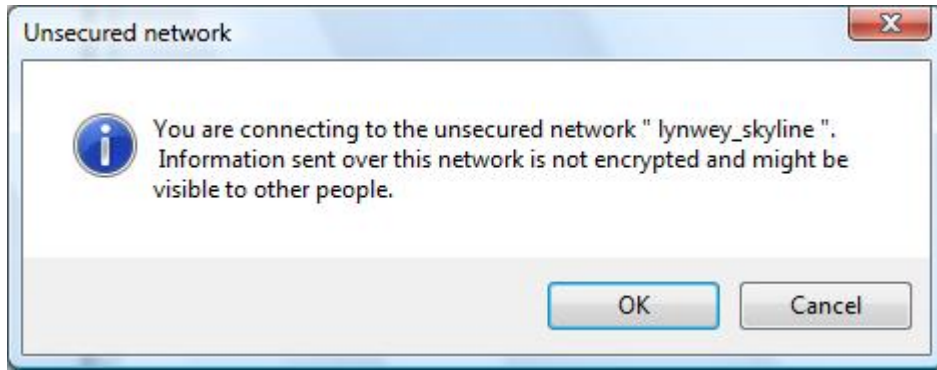 Unsecured network
You are connecting to the unsecured network " lynwey_skyline ".
Information sent over this network is not encrypted and might be
visible to other people.
OK
Cancel